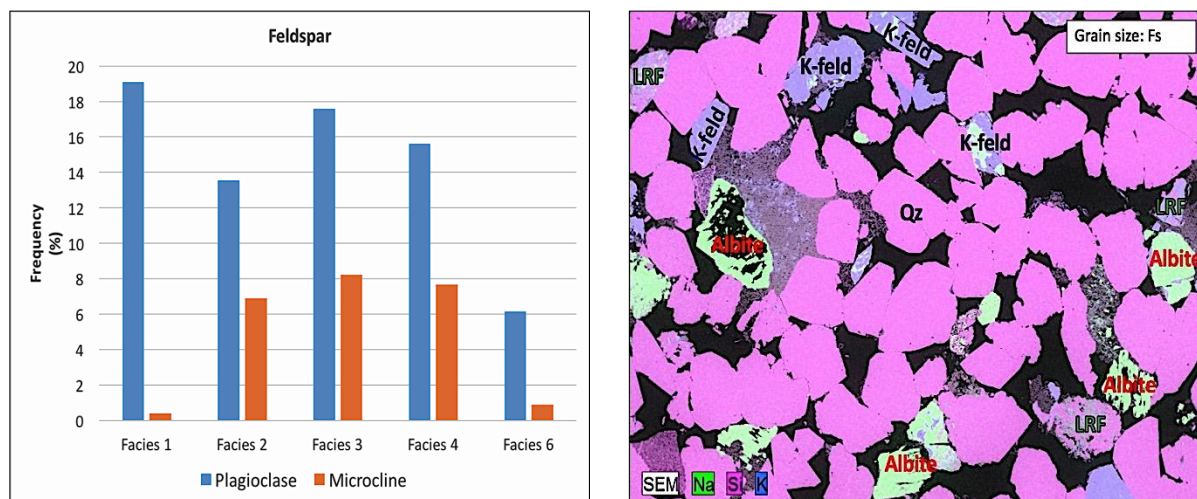 Feldspar
20
18
16
14
12
10
8
6
4
2
0
Frequency
(%)
Facies 1 Facies 2 Facies 3 Facies 4 Facies 6
Plagioclase Microcline
Grain size: Fs
K-feld
K-feld
LRF
K-feld
K-feld
Qz
LRF
Albite
Albite
Albite
LRF
Albite
SEM Na Si K